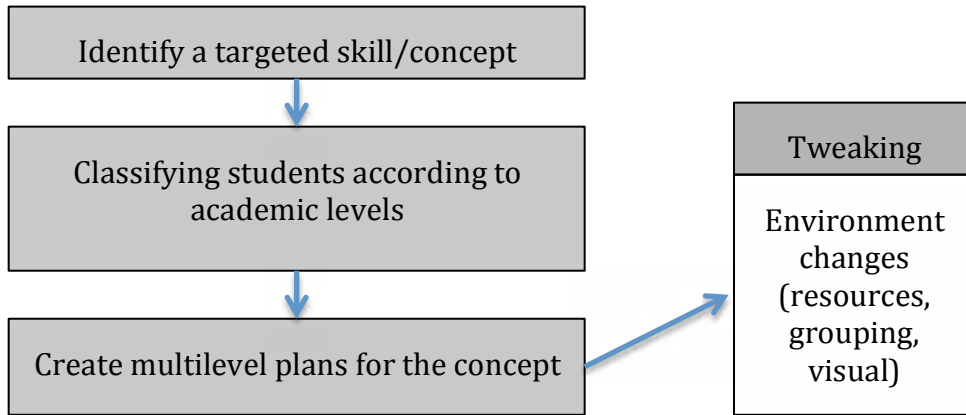 Identify a targeted skill/concept
Classifying students according to
academic levels
Create multilevel plans for the concept
Tweaking
Environment
changes
(resources,
grouping,
visual)